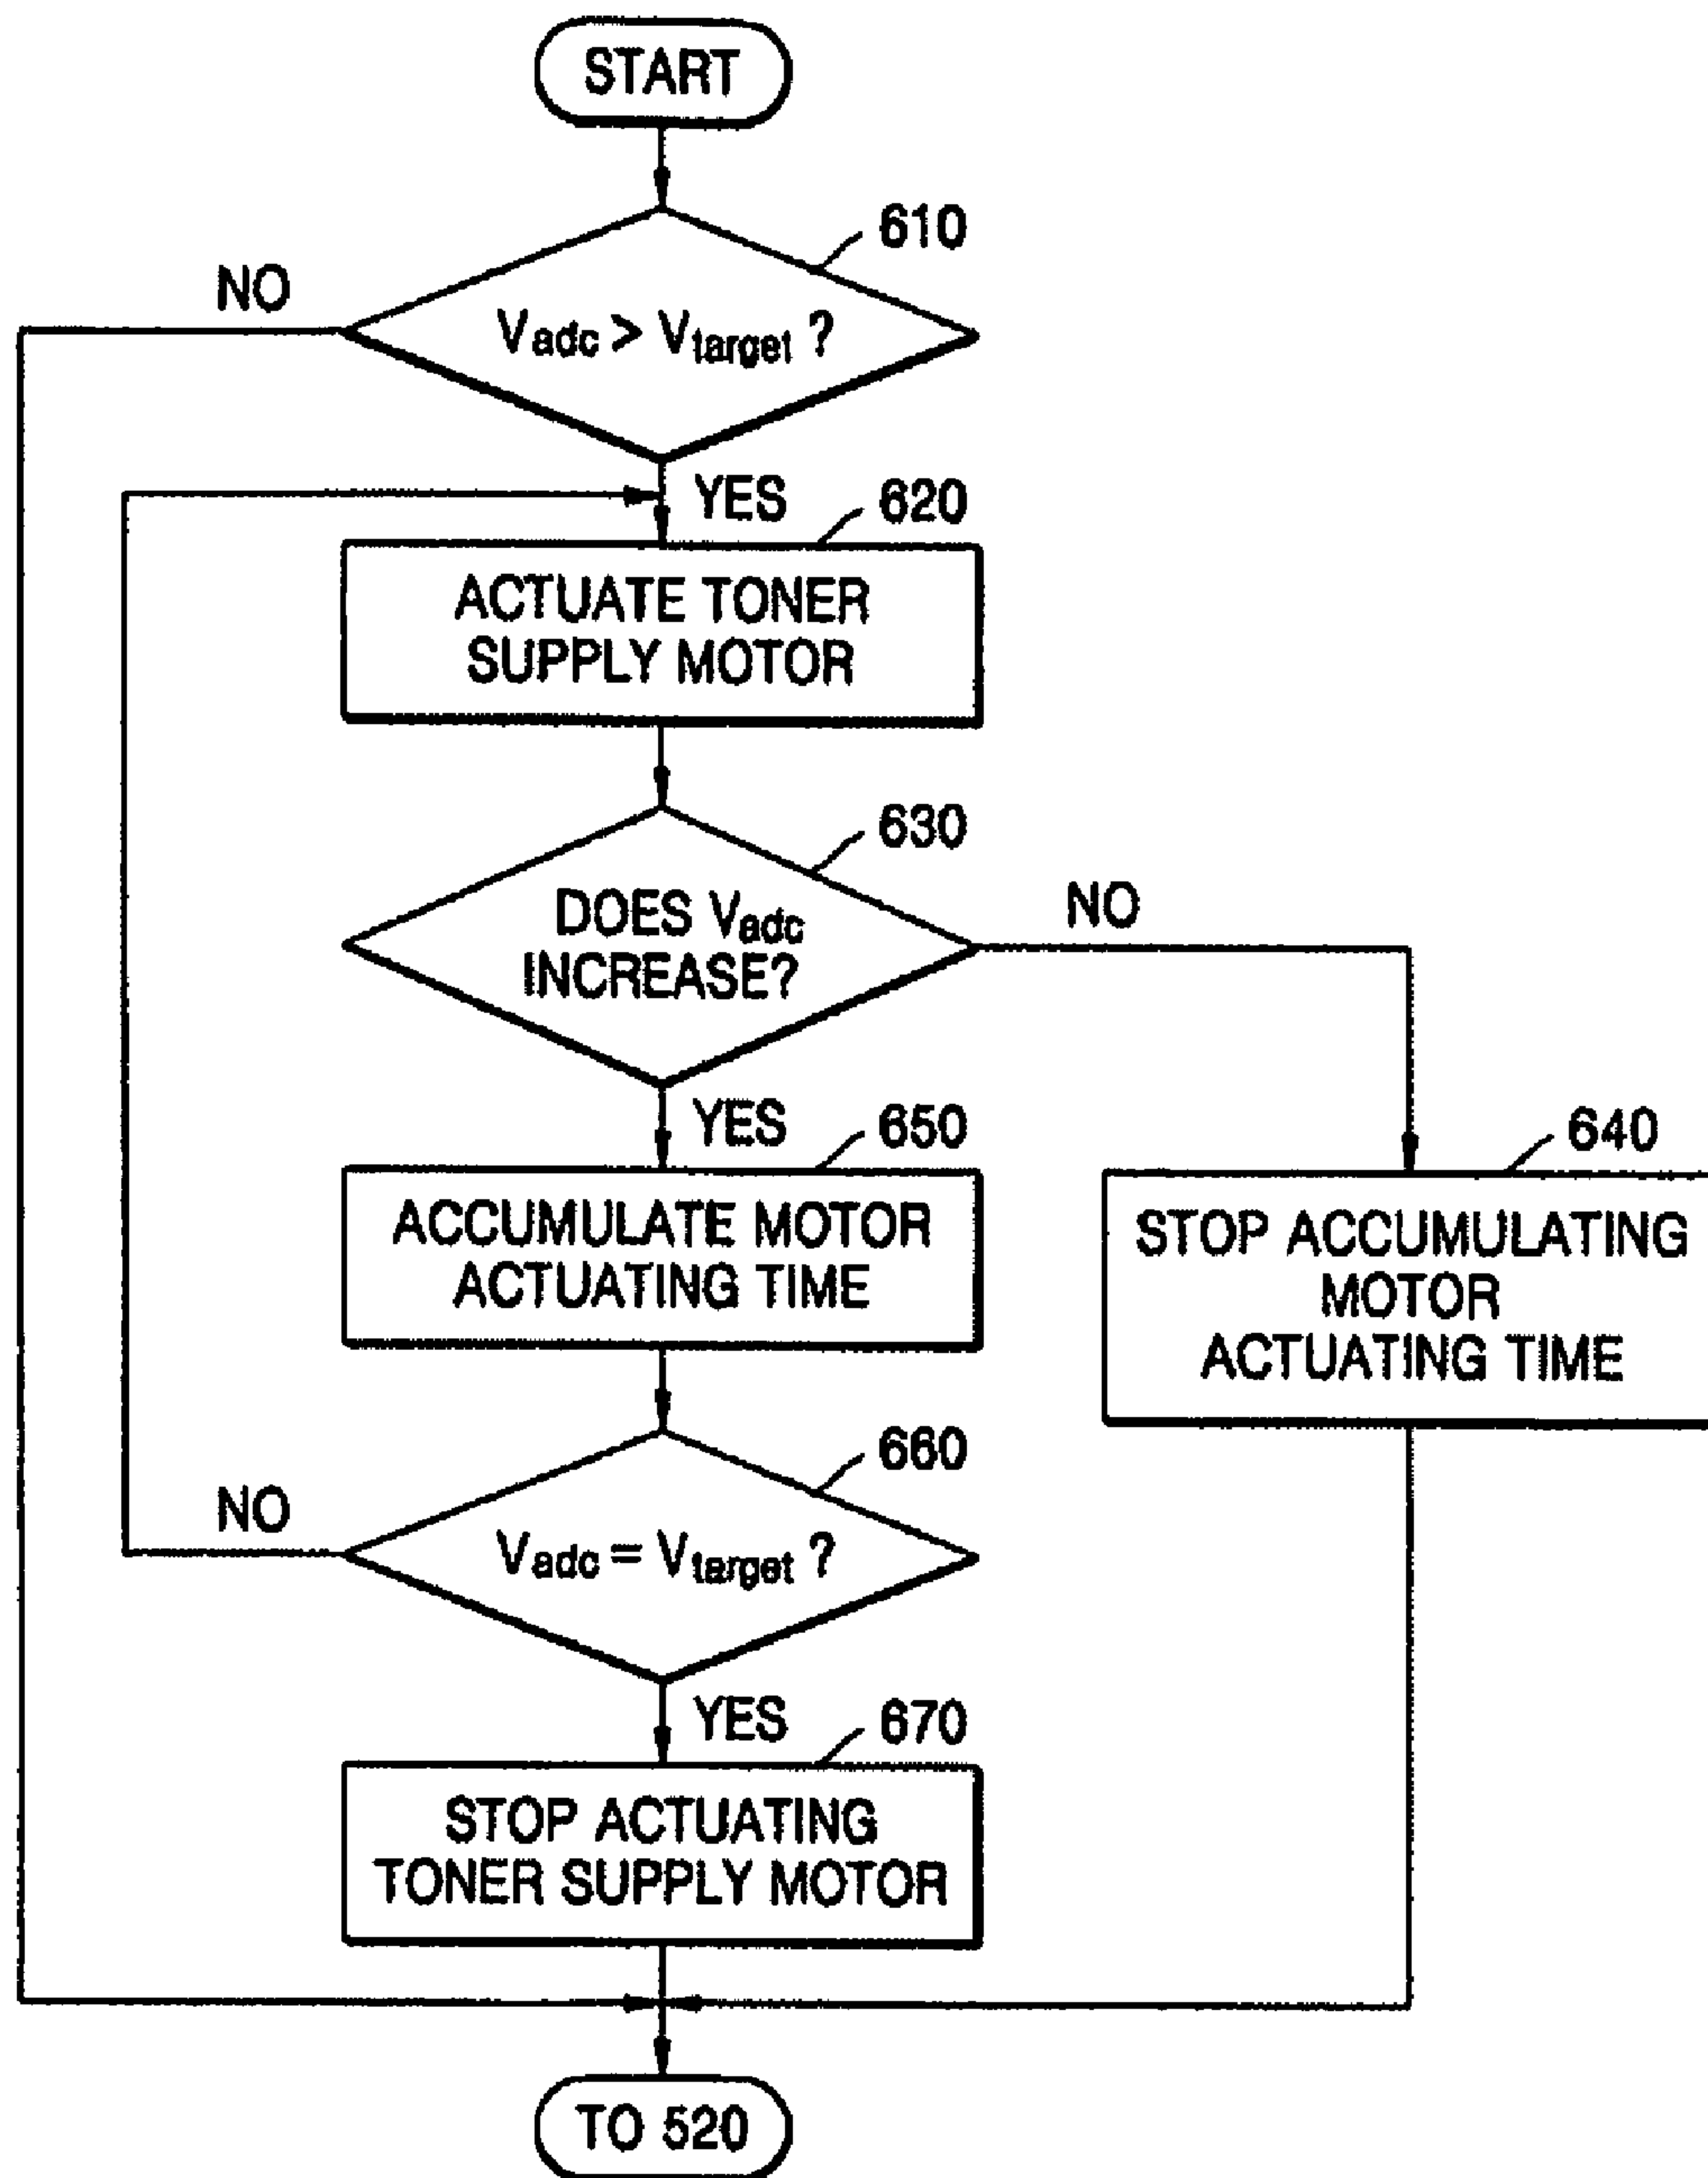 START
610
NO
Vadc > Vtarget ?
YES
620
ACTUATE TONER
SUPPLY MOTOR
630
DOES Vadc
INCREASE?
NO
YES
650
ACCUMULATE MOTOR
ACTUATING TIME
640
STOP ACCUMULATING
MOTOR
ACTUATING TIME
660
NO
Vadc = Vtarget ?
YES
670
STOP ACTUATING
TONER SUPPLY MOTOR
TO 520